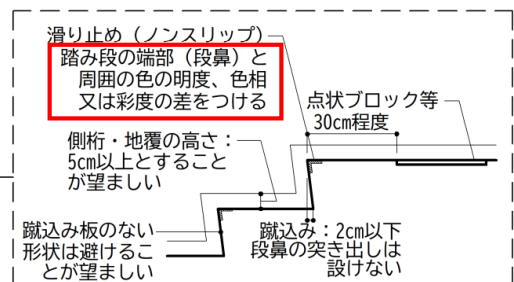 滑り止め（ノンスリップ）
踏み段の端部（段鼻）と
周囲の色の明度、色相
又は彩度の差をつける
点状ブロック等
30cm程度
側桁・地覆の高さ：
5cm以上とすること
が望ましい
蹴込み板のない
形状は避けるこ
とが望ましい
蹴込み：2cm以下
段鼻の突き出しは
設けない